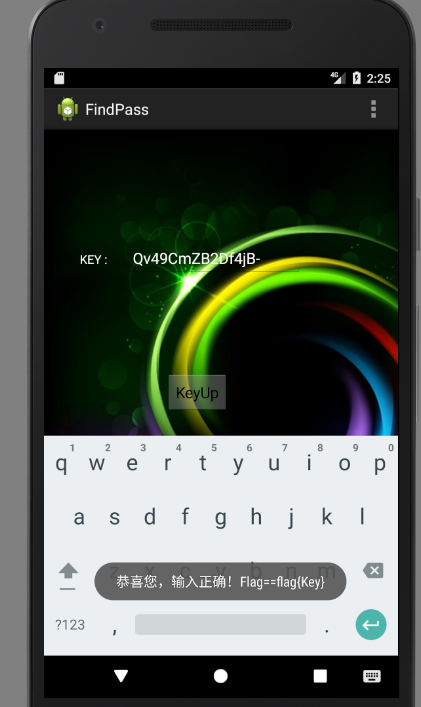 4G 2:25
FindPass
KEY : Qv49CmZB2Df4jB-
KeyUp
1 2 3 4 5 6 7 8 9 0
q w e r t y u i o p
a s d f g h j k l
z x c v b n m
恭喜您，输入正确！Flag==flag{Key}
?123 , .